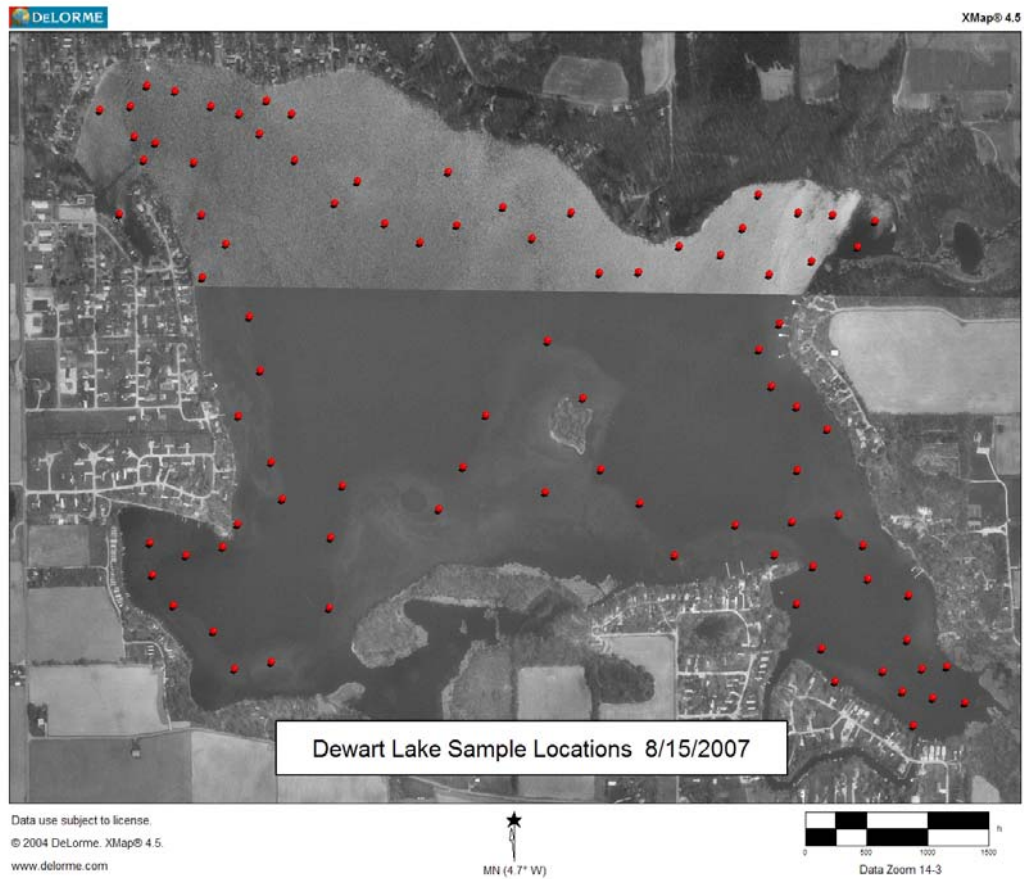 DELORME
XMap® 4.5
Dewart Lake Sample Locations 8/15/2007
Data use subject to license.
© 2004 DeLorme. XMap® 4.5.
www.delorme.com
MN (4.7° W)
ft
0 500 1000 1500
Data Zoom 14-3